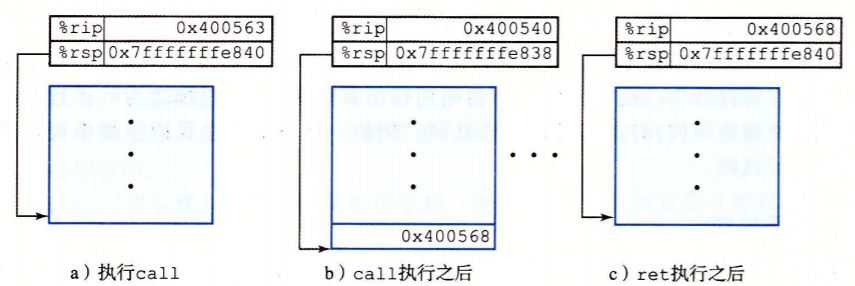 %rip 0x400563
%rsp 0x7fffffffe840
a）执行call
%rip 0x400540
%rsp 0x7fffffffe838
0x400568
b）call执行之后
%rip 0x400568
%rsp 0x7fffffffe840
c）ret执行之后